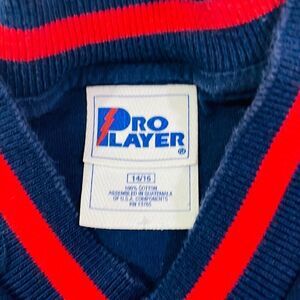 PRO
PLAYER
®
14/16
100% COTTON
ASSEMBLED IN GUATEMALA
OF U.S.A. COMPONENTS